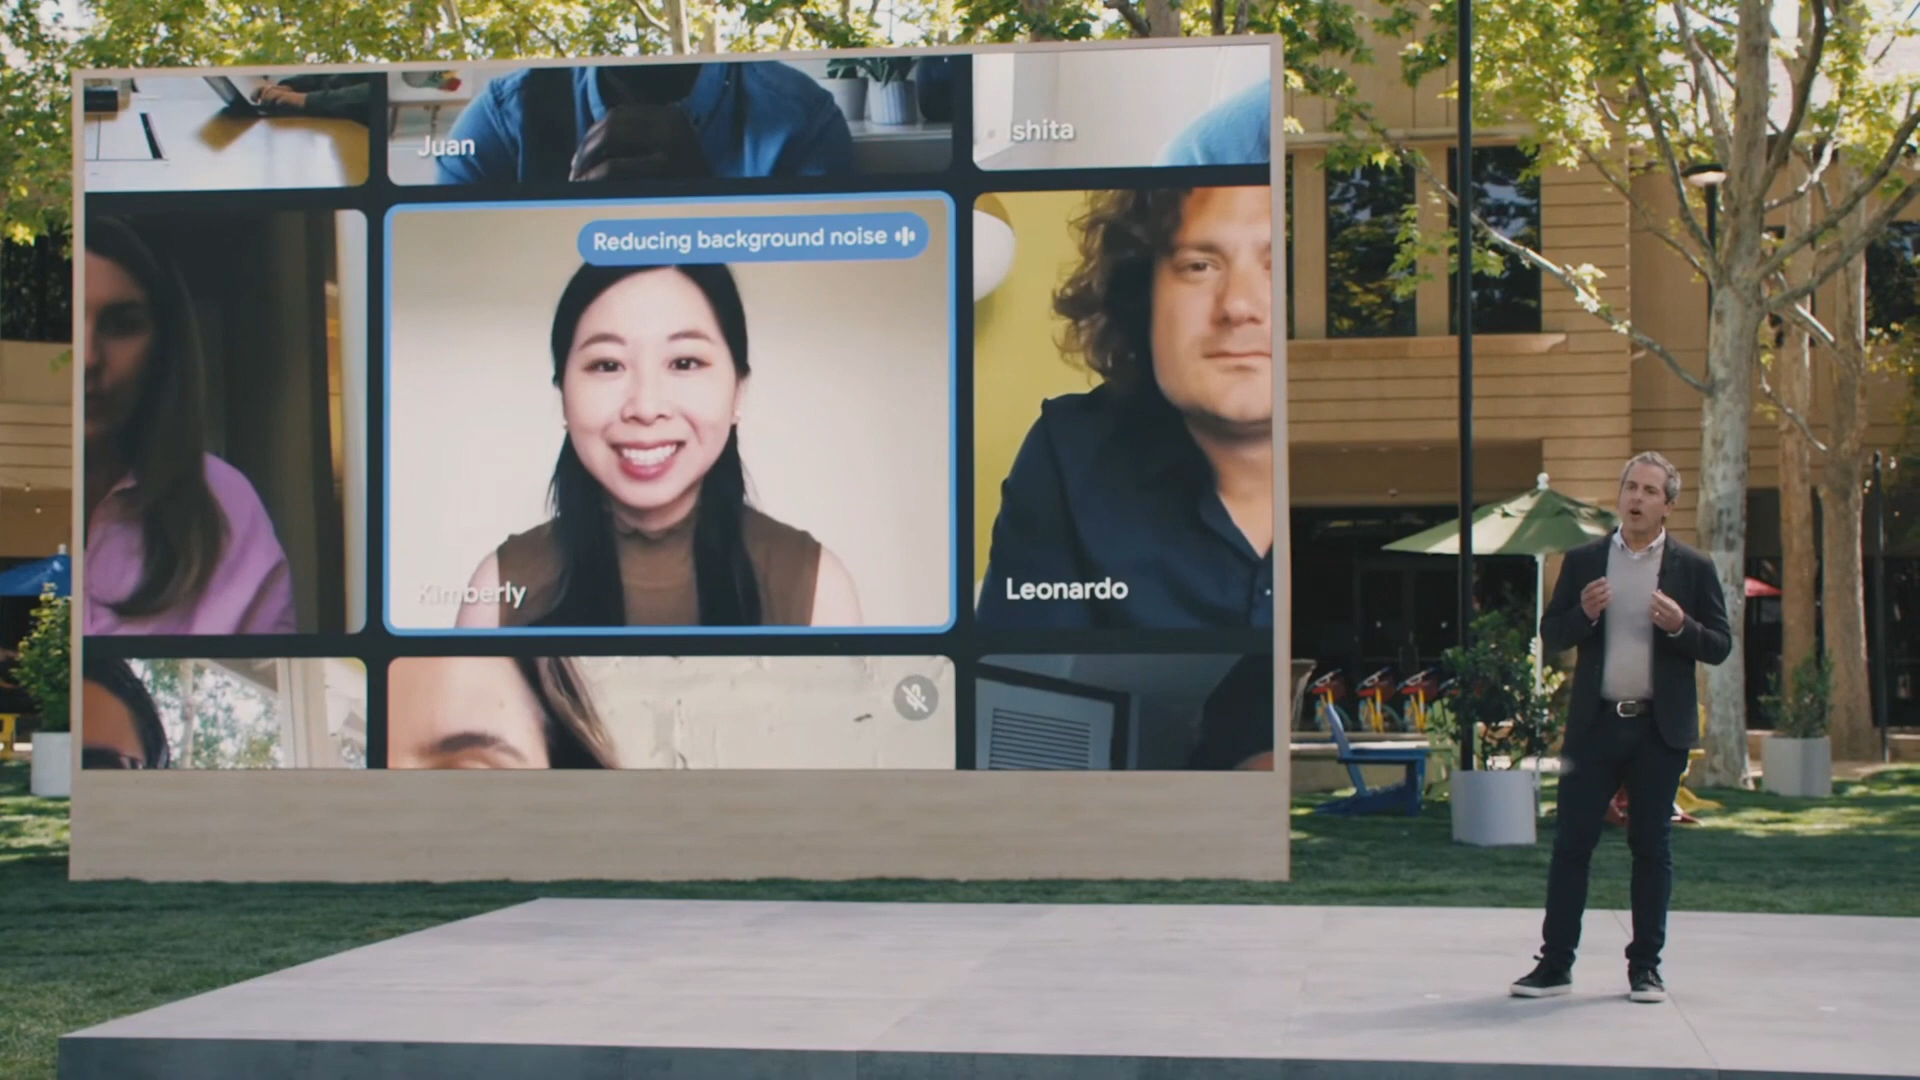 Juan
Ishita
Reducing background noise
Kimberly
Leonardo